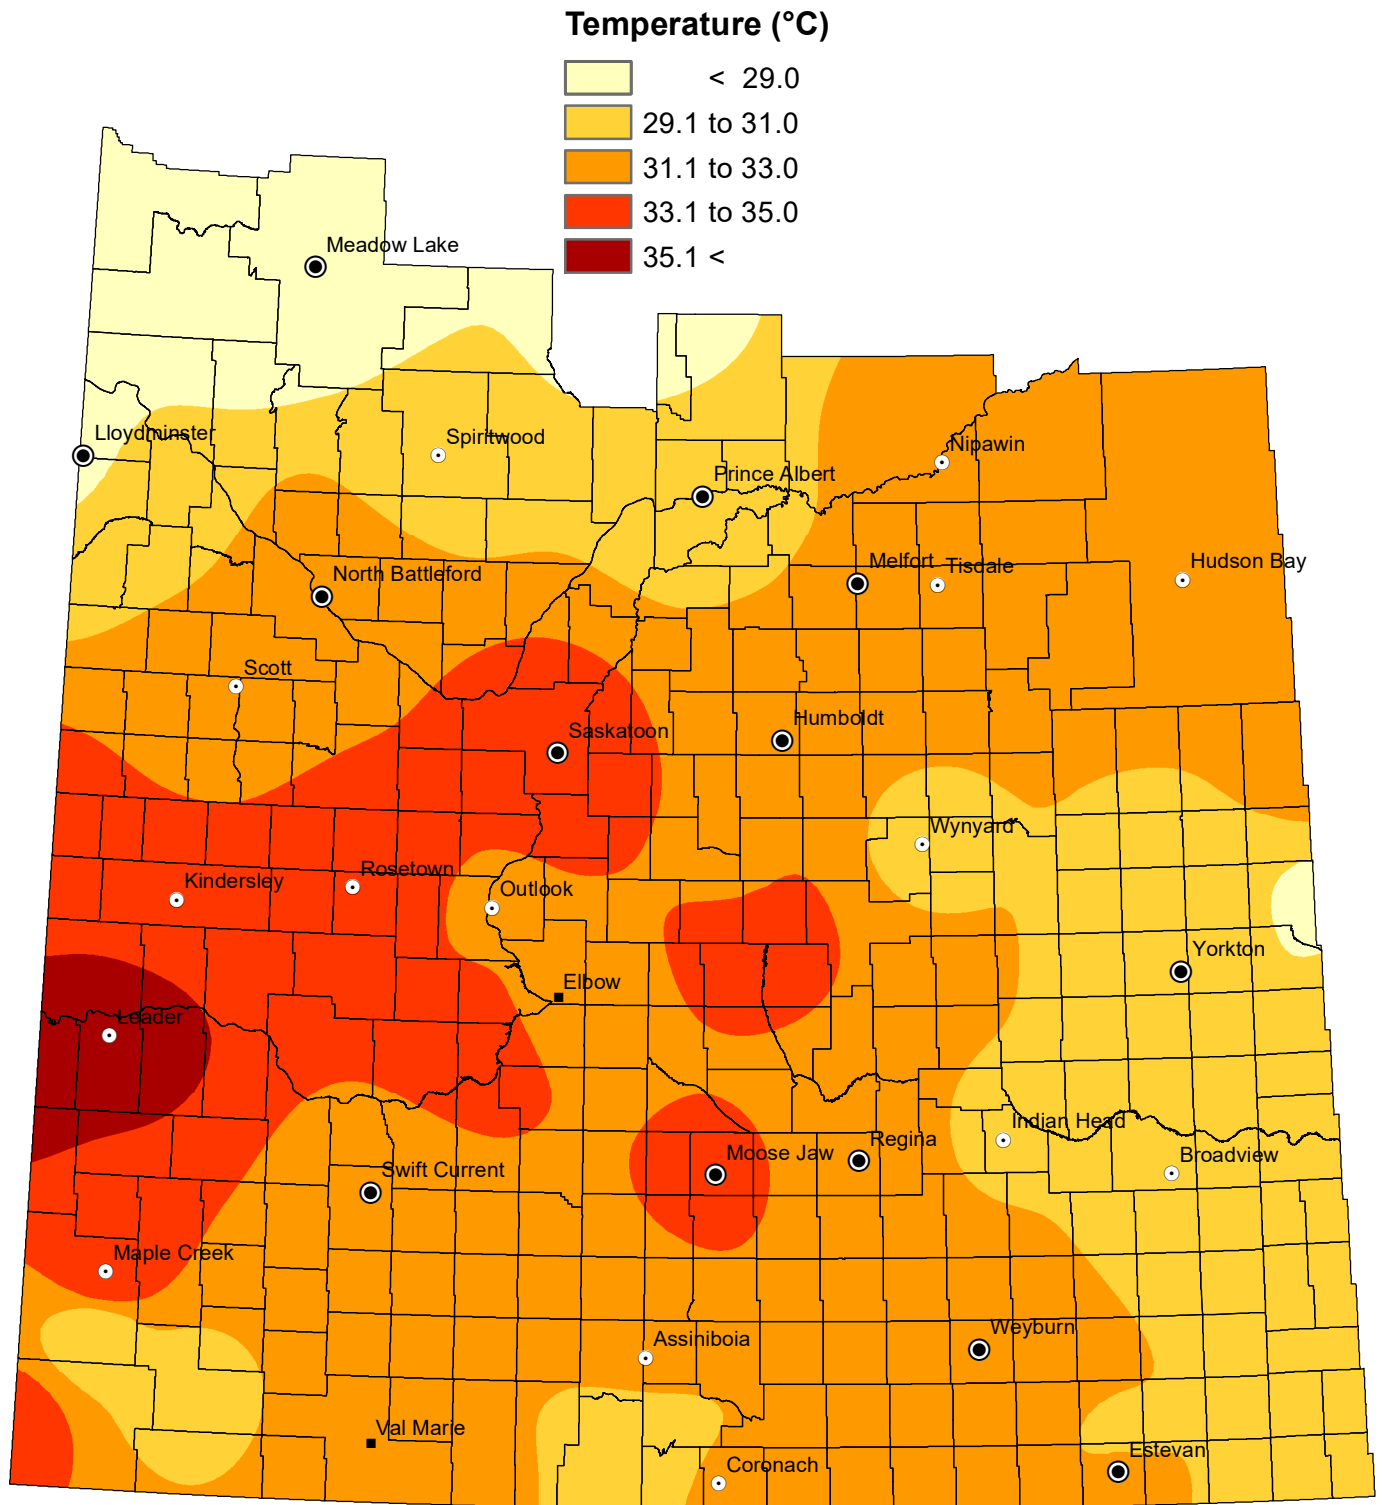 Temperature (°C)
< 29.0
29.1 to 31.0
31.1 to 33.0
33.1 to 35.0
35.1 <
Meadow Lake
Lloydminster
Spiritwood
Nipawin
Prince Albert
Melfort
Tisdale
Hudson Bay
North Battleford
Scott
Humboldt
Saskatoon
Wynyard
Rosetown
Kindersley
Outlook
Yorkton
Elbow
Leader
Indian Head
Regina
Moose Jaw
Broadview
Swift Current
Maple Creek
Weyburn
Assiniboia
Val Marie
Estevan
Coronach